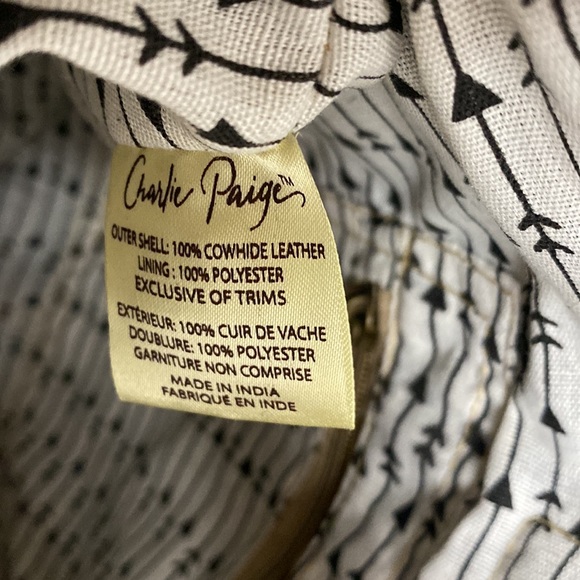 Charlie Paige™
OUTER SHELL: 100% COWHIDE LEATHER
LINING : 100% POLYESTER
EXCLUSIVE OF TRIMS
EXTÉRIEUR: 100% CUIR DE VACHE
DOUBLURE: 100% POLYESTER
GARNITURE NON COMPRISE
MADE IN INDIA
FABRIQUÉ EN INDE